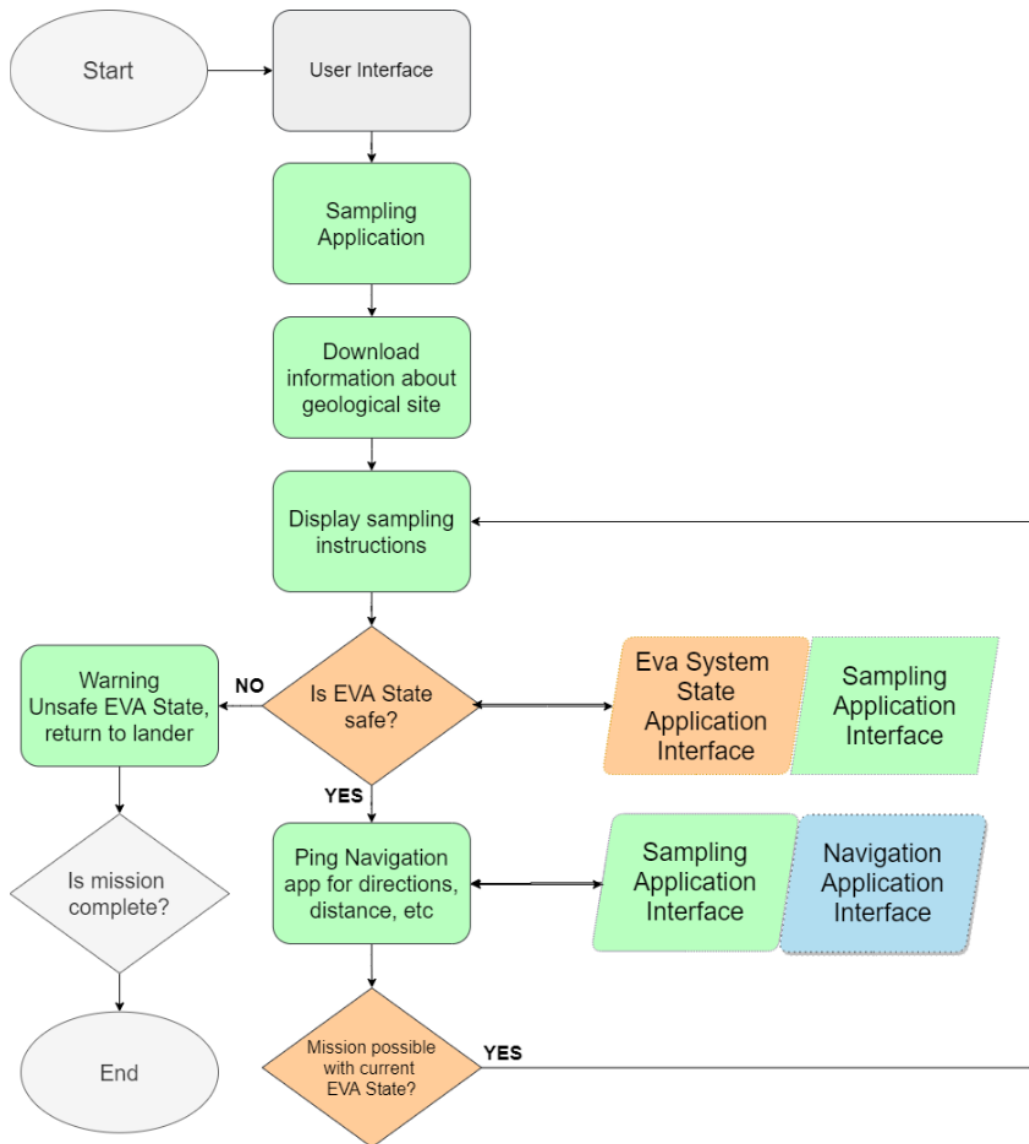 Start
User Interface
Sampling
Application
Download
information about
geological site
Display sampling
instructions
Warning
Unsafe EVA State,
return to lander
NO
Is EVA State
safe?
Eva System
State
Application
Interface
Sampling
Application
Interface
YES
Is mission
complete?
Ping Navigation
app for directions,
distance, etc
Sampling
Application
Interface
Navigation
Application
Interface
End
Mission possible
with current
EVA State?
YES